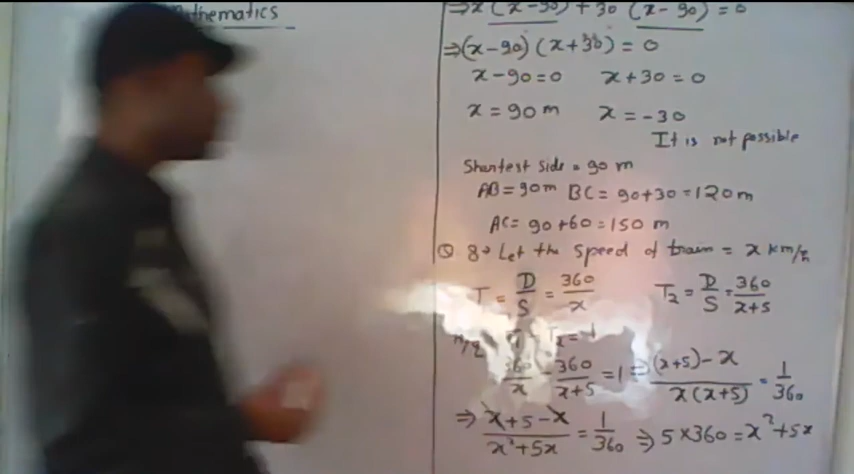 Mathematics
⇒ x (x-90) + 30 (x-90) = 0
⇒ (x-90) (x+30) = 0
x-90=0 x+30=0
x = 90 m x = -30
It is not possible
Shortest side = 90 m
AB = 90 m BC = 90+30 = 120 m
AC = 90+60 = 150 m
Q 8→ Let the speed of train = x km/h
T = D/S = 360/x T₂ = D/S = 360/(x+5)
360/x - 360/(x+5) = 1 ⇒ ((x+5)-x)/(x(x+5)) = 1/360
⇒ (x+5-x)/(x²+5x) = 1/360 ⇒ 5×360 = x²+5x